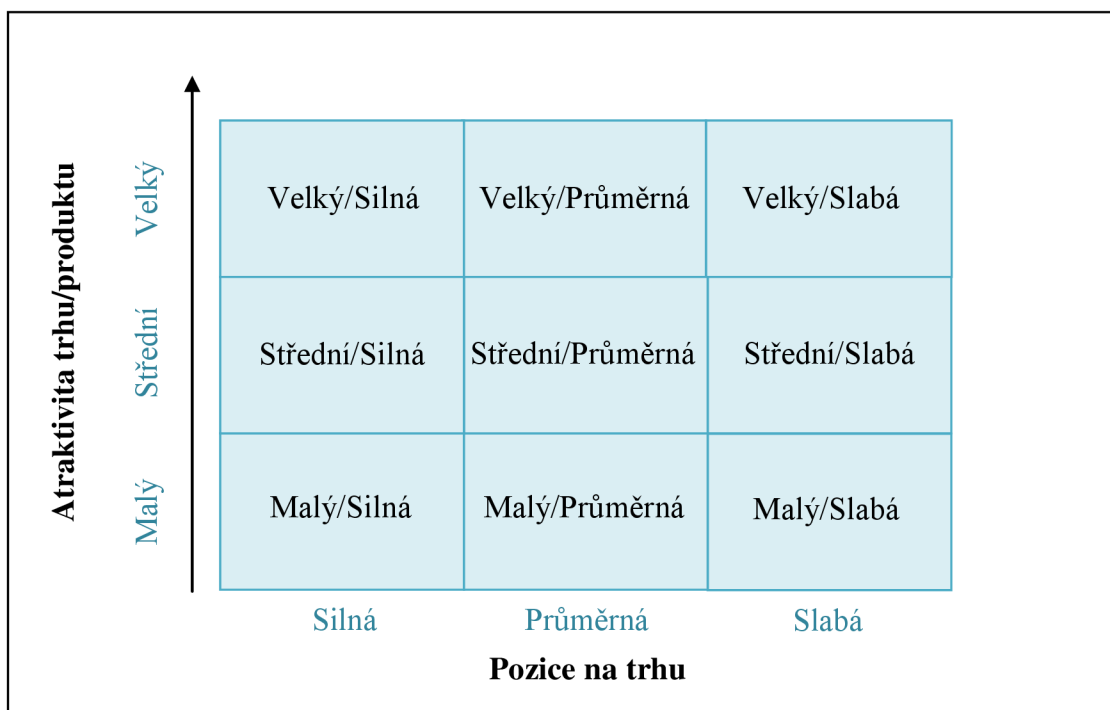 Atraktivita trhu/produktu
Velký
Velký/Silná
Velký/Průměrná
Velký/Slabá
Střední
Střední/Silná
Střední/Průměrná
Střední/Slabá
Malý
Malý/Silná
Malý/Průměrná
Malý/Slabá
Silná
Průměrná
Slabá
Pozice na trhu